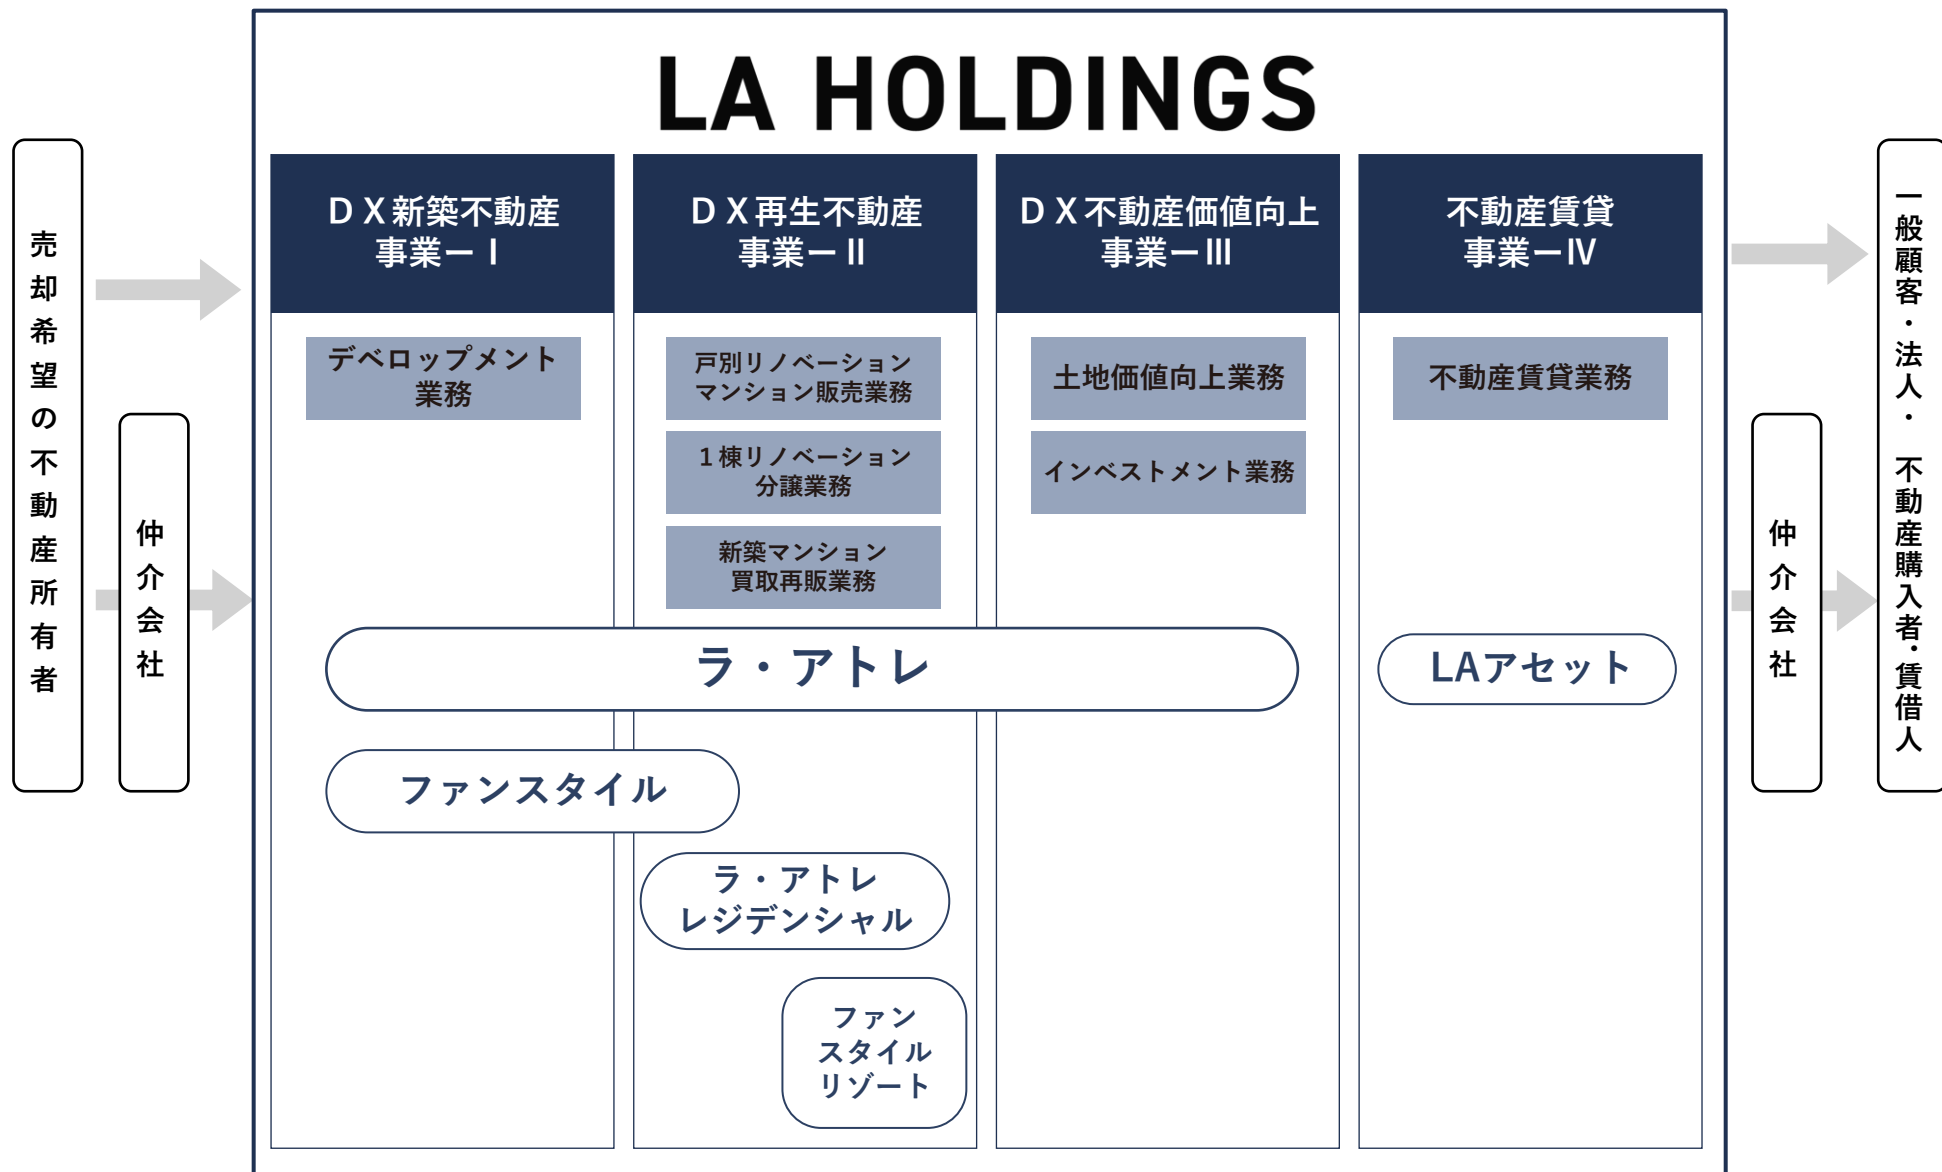 LA HOLDINGS
売却希望の不動産所有者
仲介会社
ＤＸ新築不動産
事業ーⅠ
デベロップメント
業務
ＤＸ再生不動産
事業ーⅡ
戸別リノベーション
マンション販売業務
１棟リノベーション
分譲業務
新築マンション
買取再販業務
ＤＸ不動産価値向上
事業ーⅢ
土地価値向上業務
インベストメント業務
不動産賃貸
事業ーⅣ
不動産賃貸業務
ラ・アトレ
LAアセット
ファンスタイル
ラ・アトレ
レジデンシャル
ファン
スタイル
リゾート
仲介会社
一般顧客・法人・ 不動産購入者・賃借人